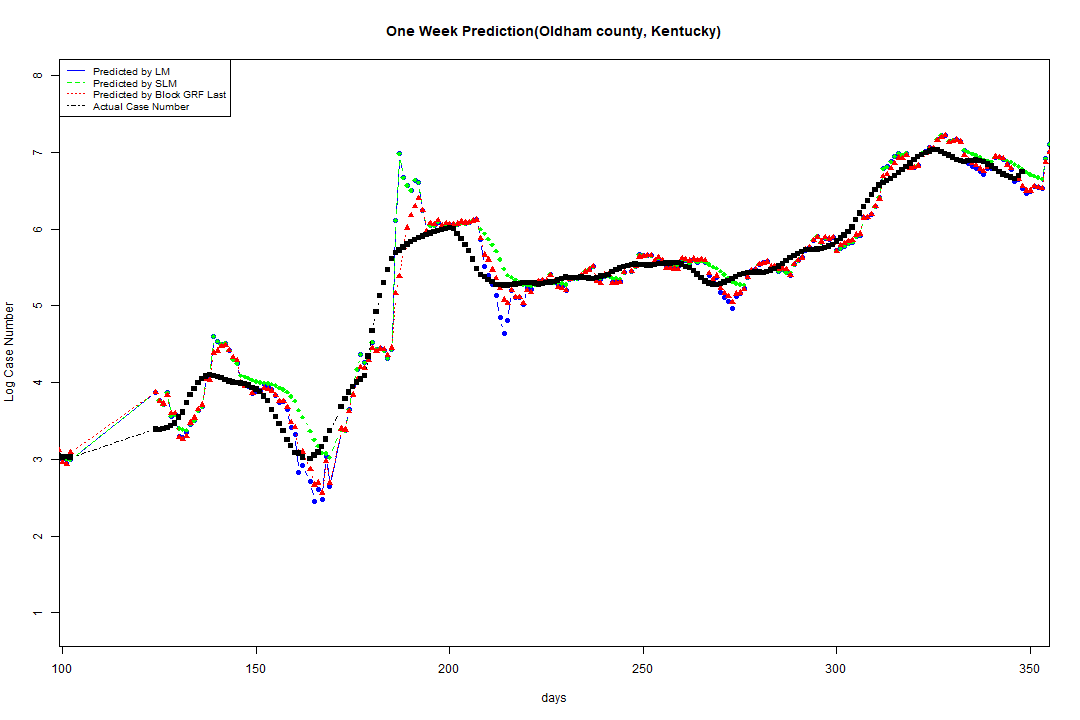 One Week Prediction(Oldham county, Kentucky)
Predicted by LM
Predicted by SLM
Predicted by Block GRF Last
Actual Case Number
8
7
6
5
4
3
2
1
Log Case Number
100 150 200 250 300 350
days